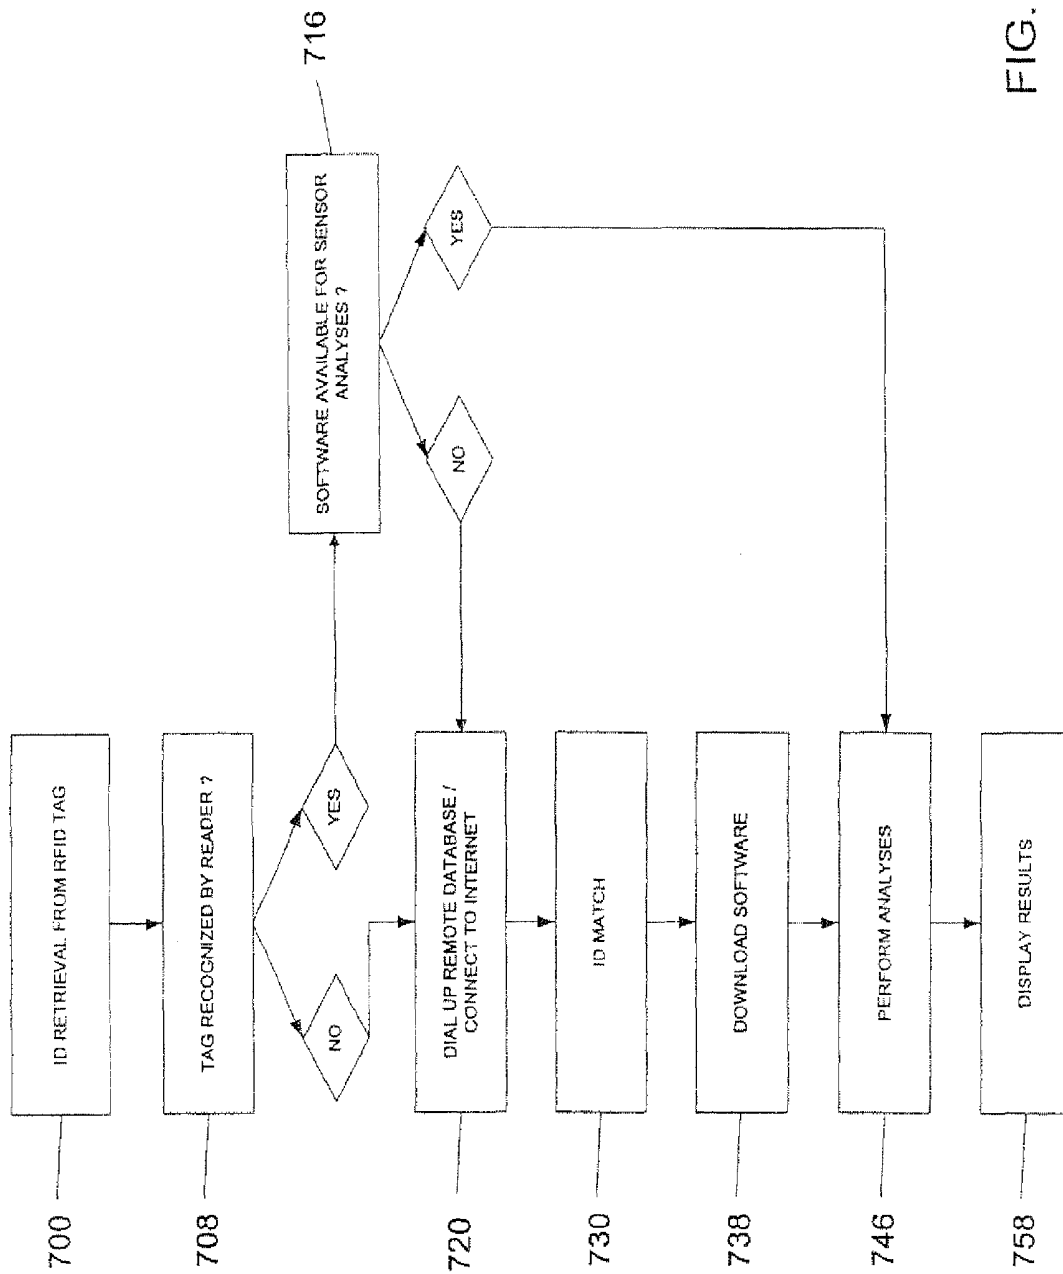 700
ID RETRIEVAL FROM RFID TAG
708
TAG RECOGNIZED BY READER ?
NO
YES
716
SOFTWARE AVAILABLE FOR SENSOR
ANALYSES ?
NO
YES
720
DIAL UP REMOTE DATABASE /
CONNECT TO INTERNET
730
ID MATCH
738
DOWNLOAD SOFTWARE
746
PERFORM ANALYSES
758
DISPLAY RESULTS
FIG.